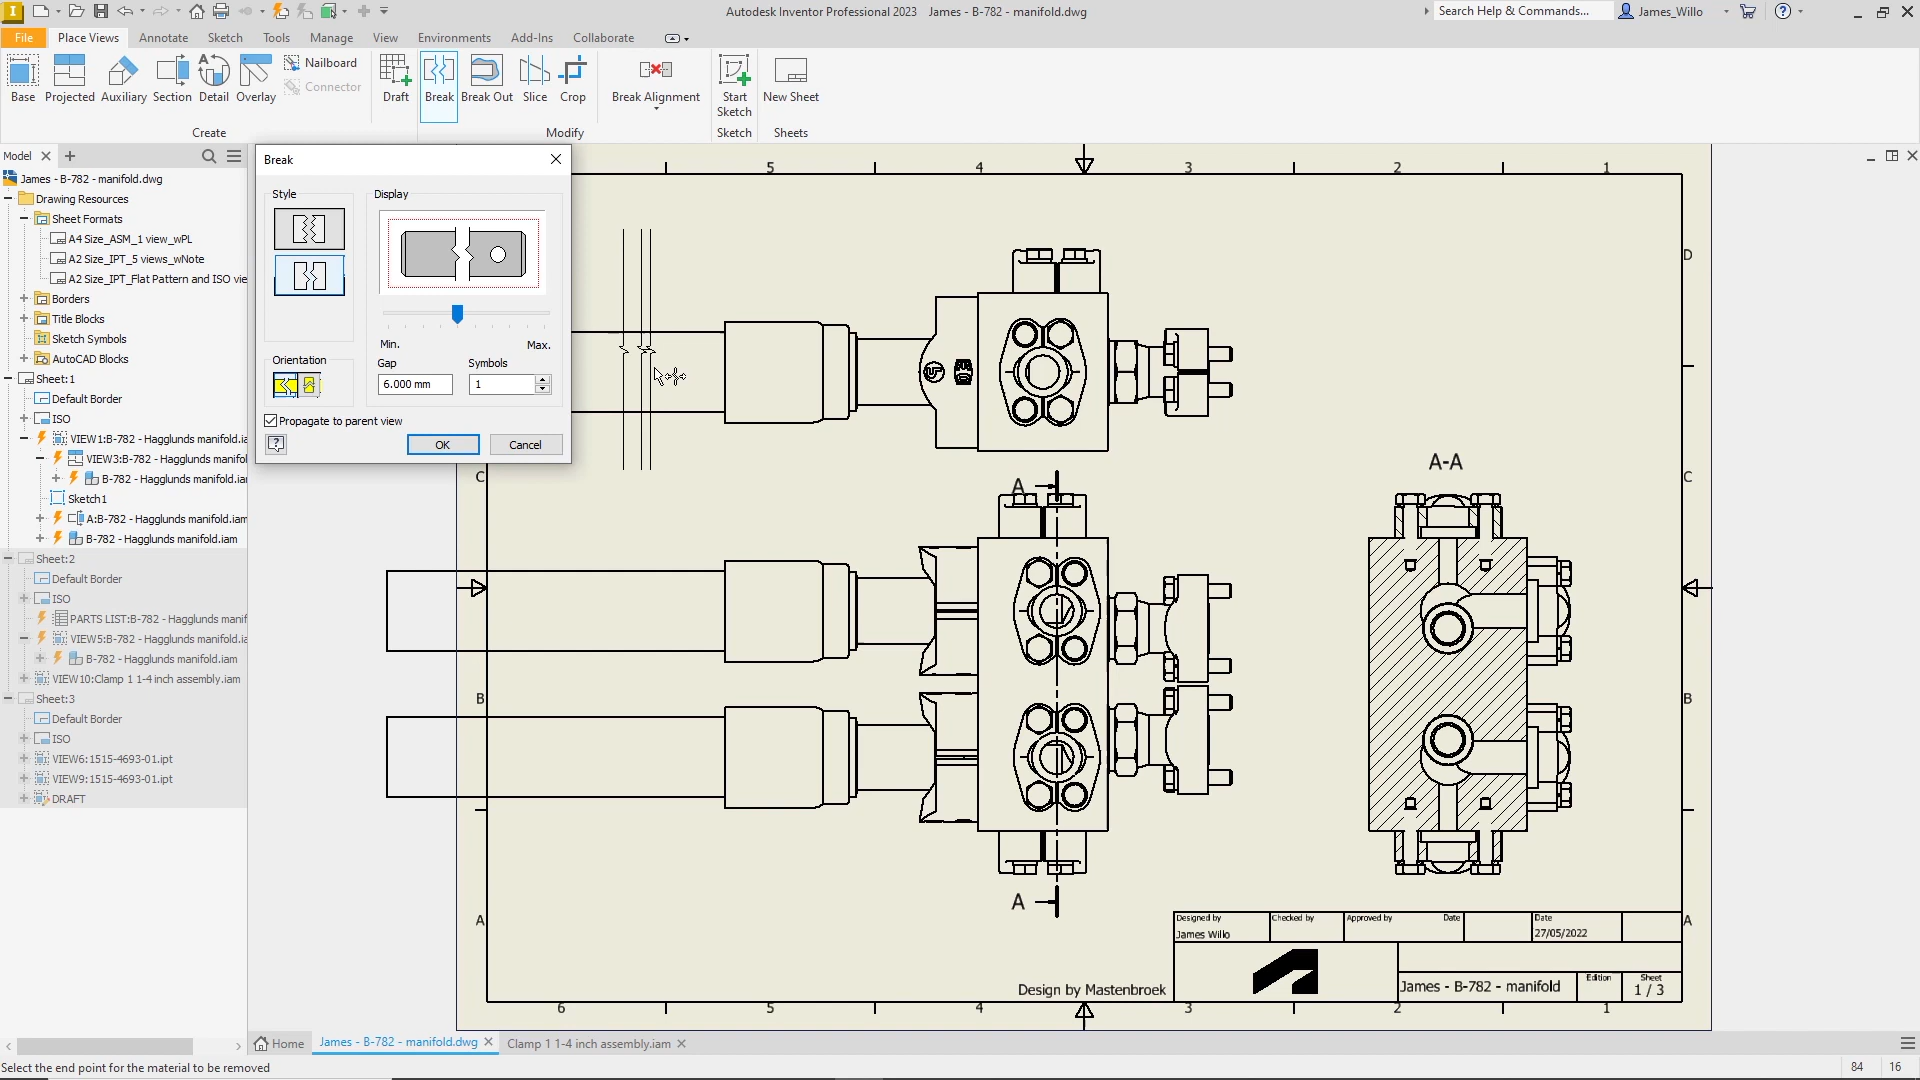 Autodesk Inventor Professional 2023 James - B-782 - manifold.dwg
Search Help & Commands...
James_Willo
File
Place Views
Annotate
Sketch
Tools
Manage
View
Environments
Add-Ins
Collaborate
Base
Projected
Auxiliary
Section
Detail
Overlay
Nailboard
Connector
Draft
Break
Break Out
Slice
Crop
Break Alignment
Start
Sketch
New Sheet
Create
Modify
Sketch
Sheets
Model
James - B-782 - manifold.dwg
Drawing Resources
Sheet Formats
A4 Size_ASM_1 view_wPL
A2 Size_IPT_5 views_wNote
A2 Size_IPT_Flat Pattern and ISO vie
Borders
Title Blocks
Sketch Symbols
AutoCAD Blocks
Sheet:1
Default Border
ISO
VIEW1:B-782 - Hagglunds manifold.ia
VIEW3:B-782 - Hagglunds manifol
B-782 - Hagglunds manifold.iar
Sketch1
A:B-782 - Hagglunds manifold.iam
B-782 - Hagglunds manifold.iam
Sheet:2
Default Border
ISO
PARTS LIST:B-782 - Hagglunds manif
VIEW5:B-782 - Hagglunds manifold.ia
B-782 - Hagglunds manifold.iam
VIEW10:Clamp 1 1-4 inch assembly.iam
Sheet:3
Default Border
ISO
VIEW6:1515-4693-01.ipt
VIEW9:1515-4693-01.ipt
DRAFT
Break
Style
Display
Min.
Max.
Orientation
Gap
Symbols
6.000 mm
1
Propagate to parent view
OK
Cancel
5
4
3
2
1
D
C
C
B
B
A
A
A-A
A
A
Designed by
Checked by
Approved by
Date
Date
James Willo
27/05/2022
James - B-782 - manifold
Edition
Sheet
1 / 3
Design by Mastenbroek
6
5
4
3
2
1
Home
James - B-782 - manifold.dwg
Clamp 1 1-4 inch assembly.iam
Select the end point for the material to be removed
84
16